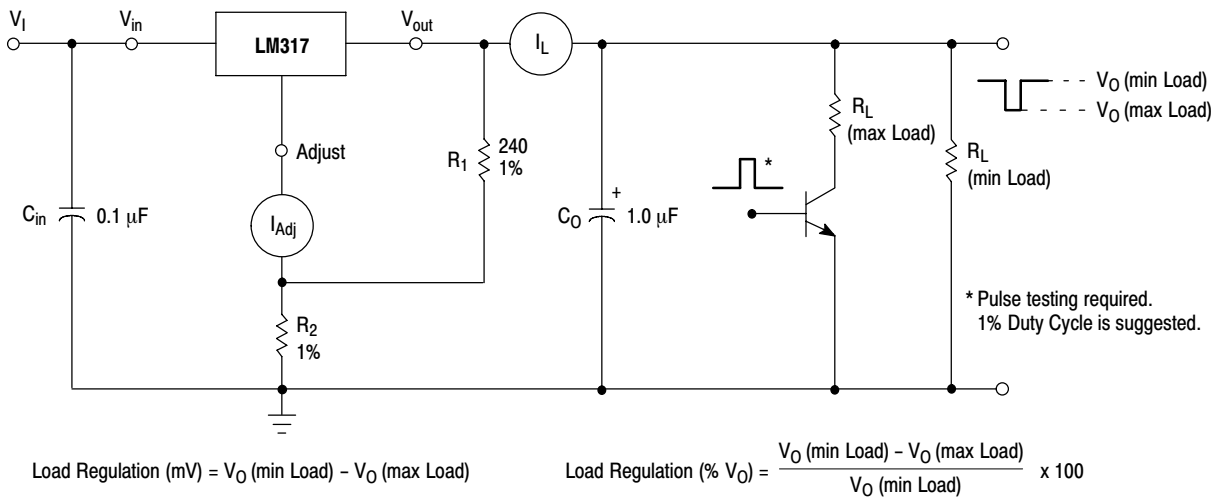 V_I
V_in
LM317
V_out
I_L
V_O (min Load)
V_O (max Load)
R_L
(max Load)
Adjust
R_1
240
1%
*
R_L
(min Load)
C_in
0.1 μF
I_Adj
C_O
+
1.0 μF
R_2
1%
* Pulse testing required.
1% Duty Cycle is suggested.
Load Regulation (mV) = V_O (min Load) – V_O (max Load)
Load Regulation (% V_O) = V_O (min Load) – V_O (max Load)
V_O (min Load)
x 100